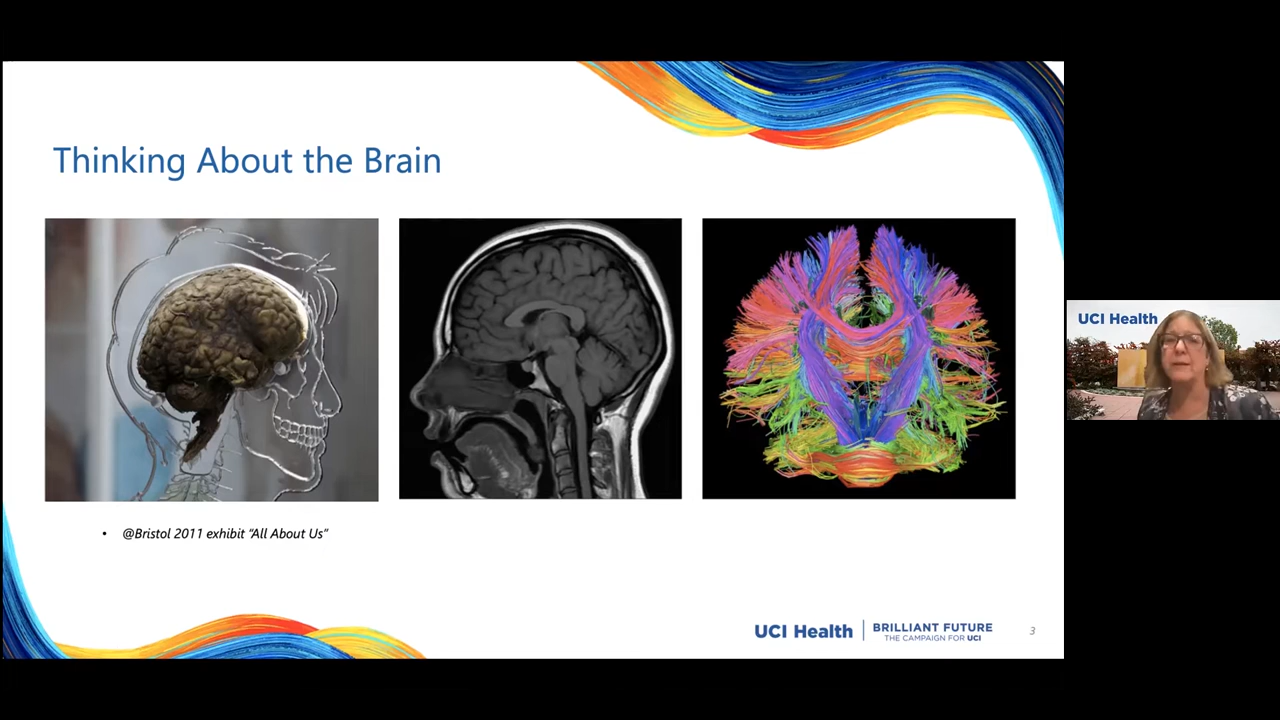 Thinking About the Brain
• @Bristol 2011 exhibit “All About Us”
UCI Health
BRILLIANT FUTURE
THE CAMPAIGN FOR UCI
3
UCI Health